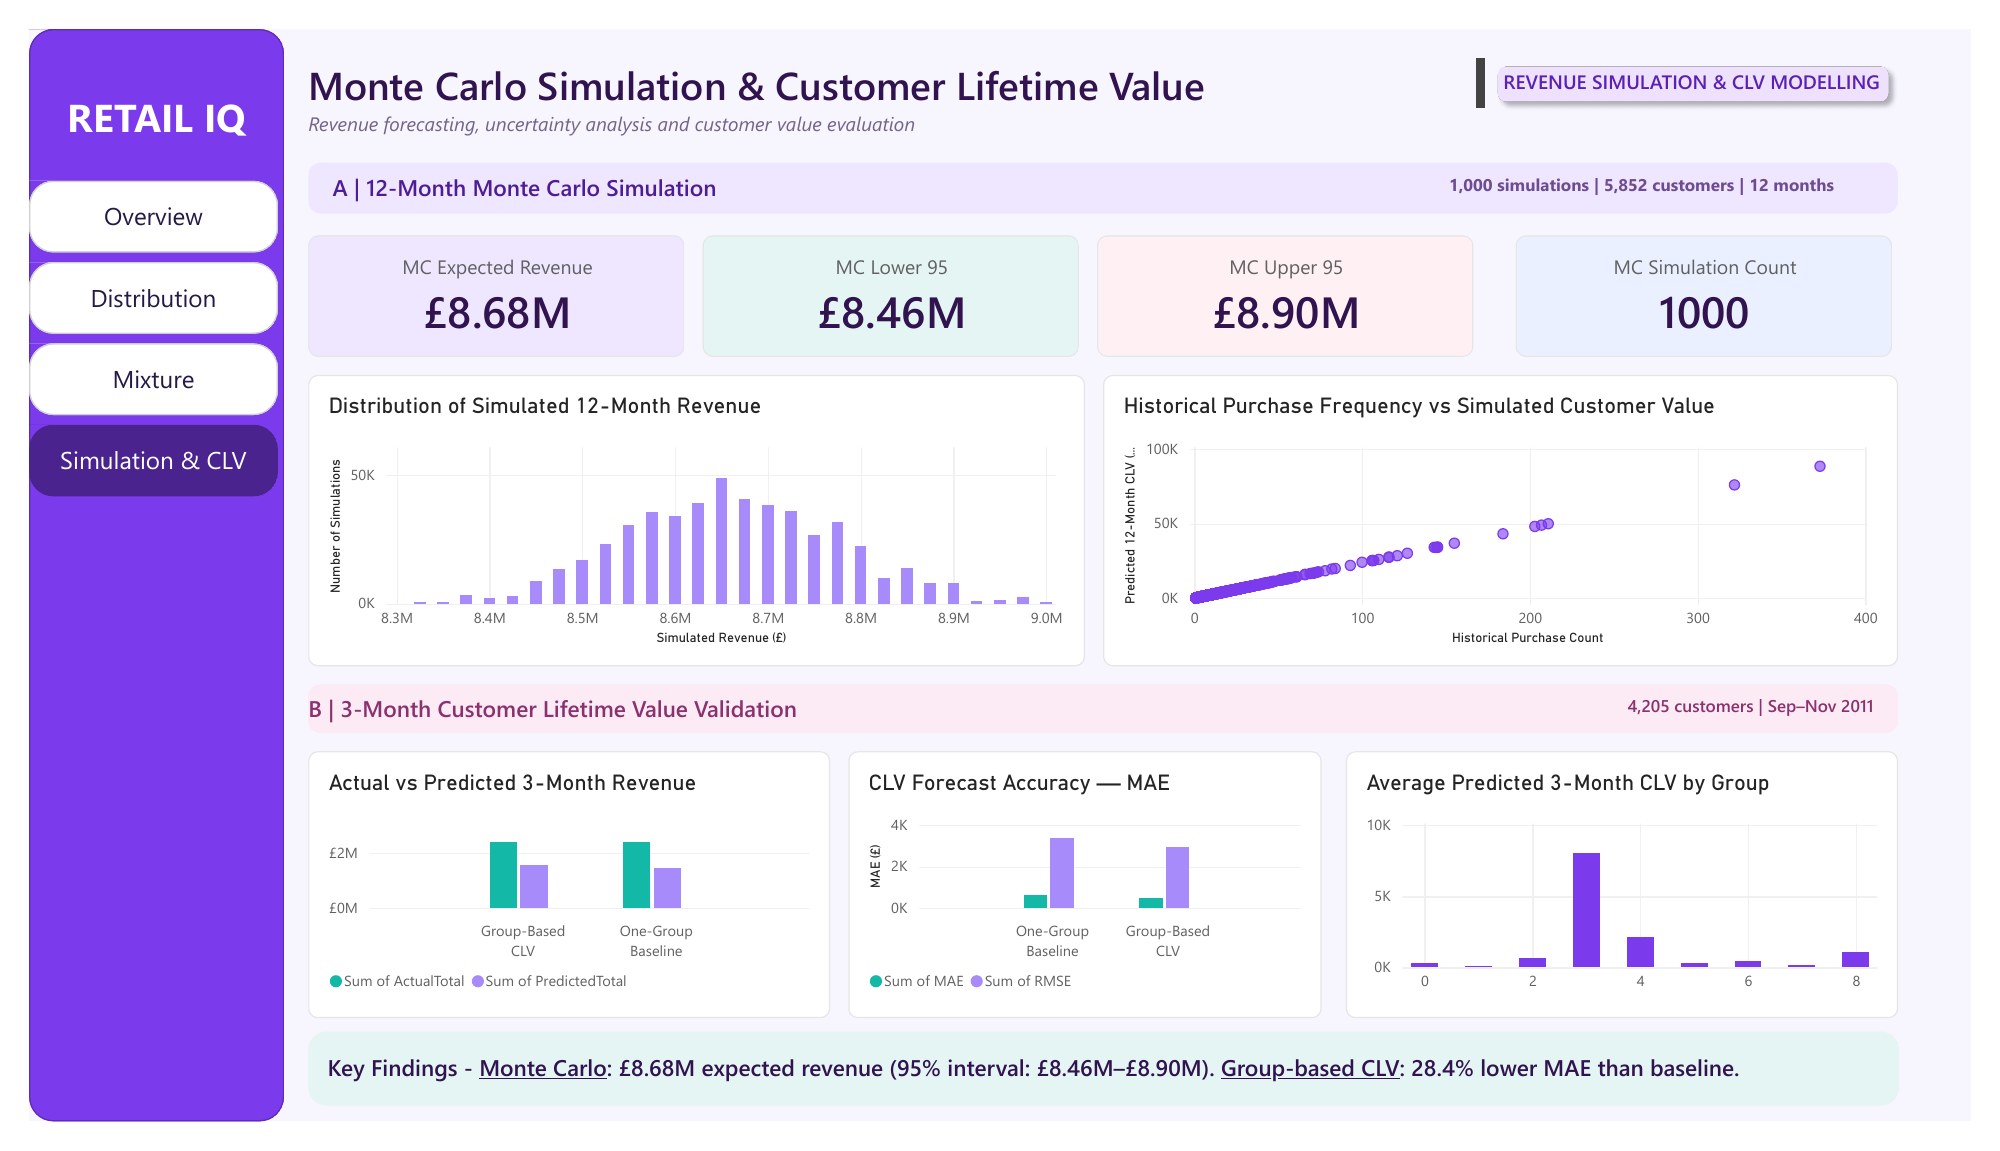 RETAIL IQ
Overview
Distribution
Mixture
Simulation & CLV
Monte Carlo Simulation & Customer Lifetime Value
Revenue forecasting, uncertainty analysis and customer value evaluation
REVENUE SIMULATION & CLV MODELLING
A | 12-Month Monte Carlo Simulation
1,000 simulations | 5,852 customers | 12 months
MC Expected Revenue
£8.68M
MC Lower 95
£8.46M
MC Upper 95
£8.90M
MC Simulation Count
1000
Distribution of Simulated 12-Month Revenue
Number of Simulations
50K
0K
8.3M 8.4M 8.5M 8.6M 8.7M 8.8M 8.9M 9.0M
Simulated Revenue (£)
Historical Purchase Frequency vs Simulated Customer Value
Predicted 12-Month CLV (...
100K
50K
0K
0 100 200 300 400
Historical Purchase Count
B | 3-Month Customer Lifetime Value Validation
4,205 customers | Sep–Nov 2011
Actual vs Predicted 3-Month Revenue
£2M
£0M
Group-Based
CLV
One-Group
Baseline
Sum of ActualTotal Sum of PredictedTotal
CLV Forecast Accuracy — MAE
MAE (£)
4K
2K
0K
One-Group
Baseline
Group-Based
CLV
Sum of MAE Sum of RMSE
Average Predicted 3-Month CLV by Group
10K
5K
0K
0 2 4 6 8
Key Findings - Monte Carlo: £8.68M expected revenue (95% interval: £8.46M–£8.90M). Group-based CLV: 28.4% lower MAE than baseline.